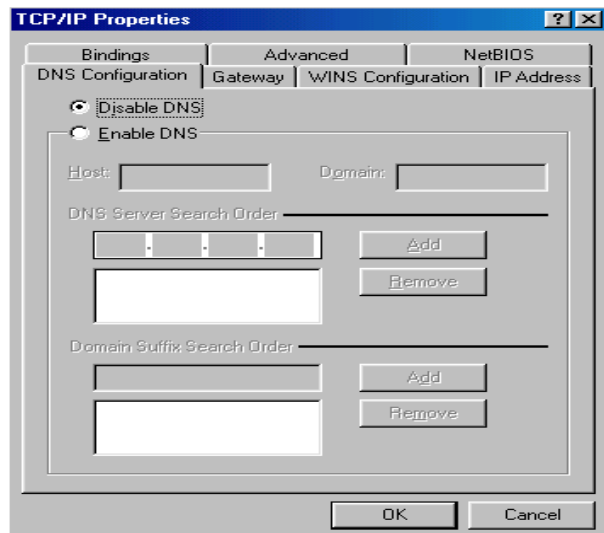 TCP/IP Properties
Bindings Advanced NetBIOS
DNS Configuration Gateway WINS Configuration IP Address
Disable DNS
Enable DNS
Host: Domain:
DNS Server Search Order
Add
Remove
Domain Suffix Search Order
Add
Remove
OK Cancel